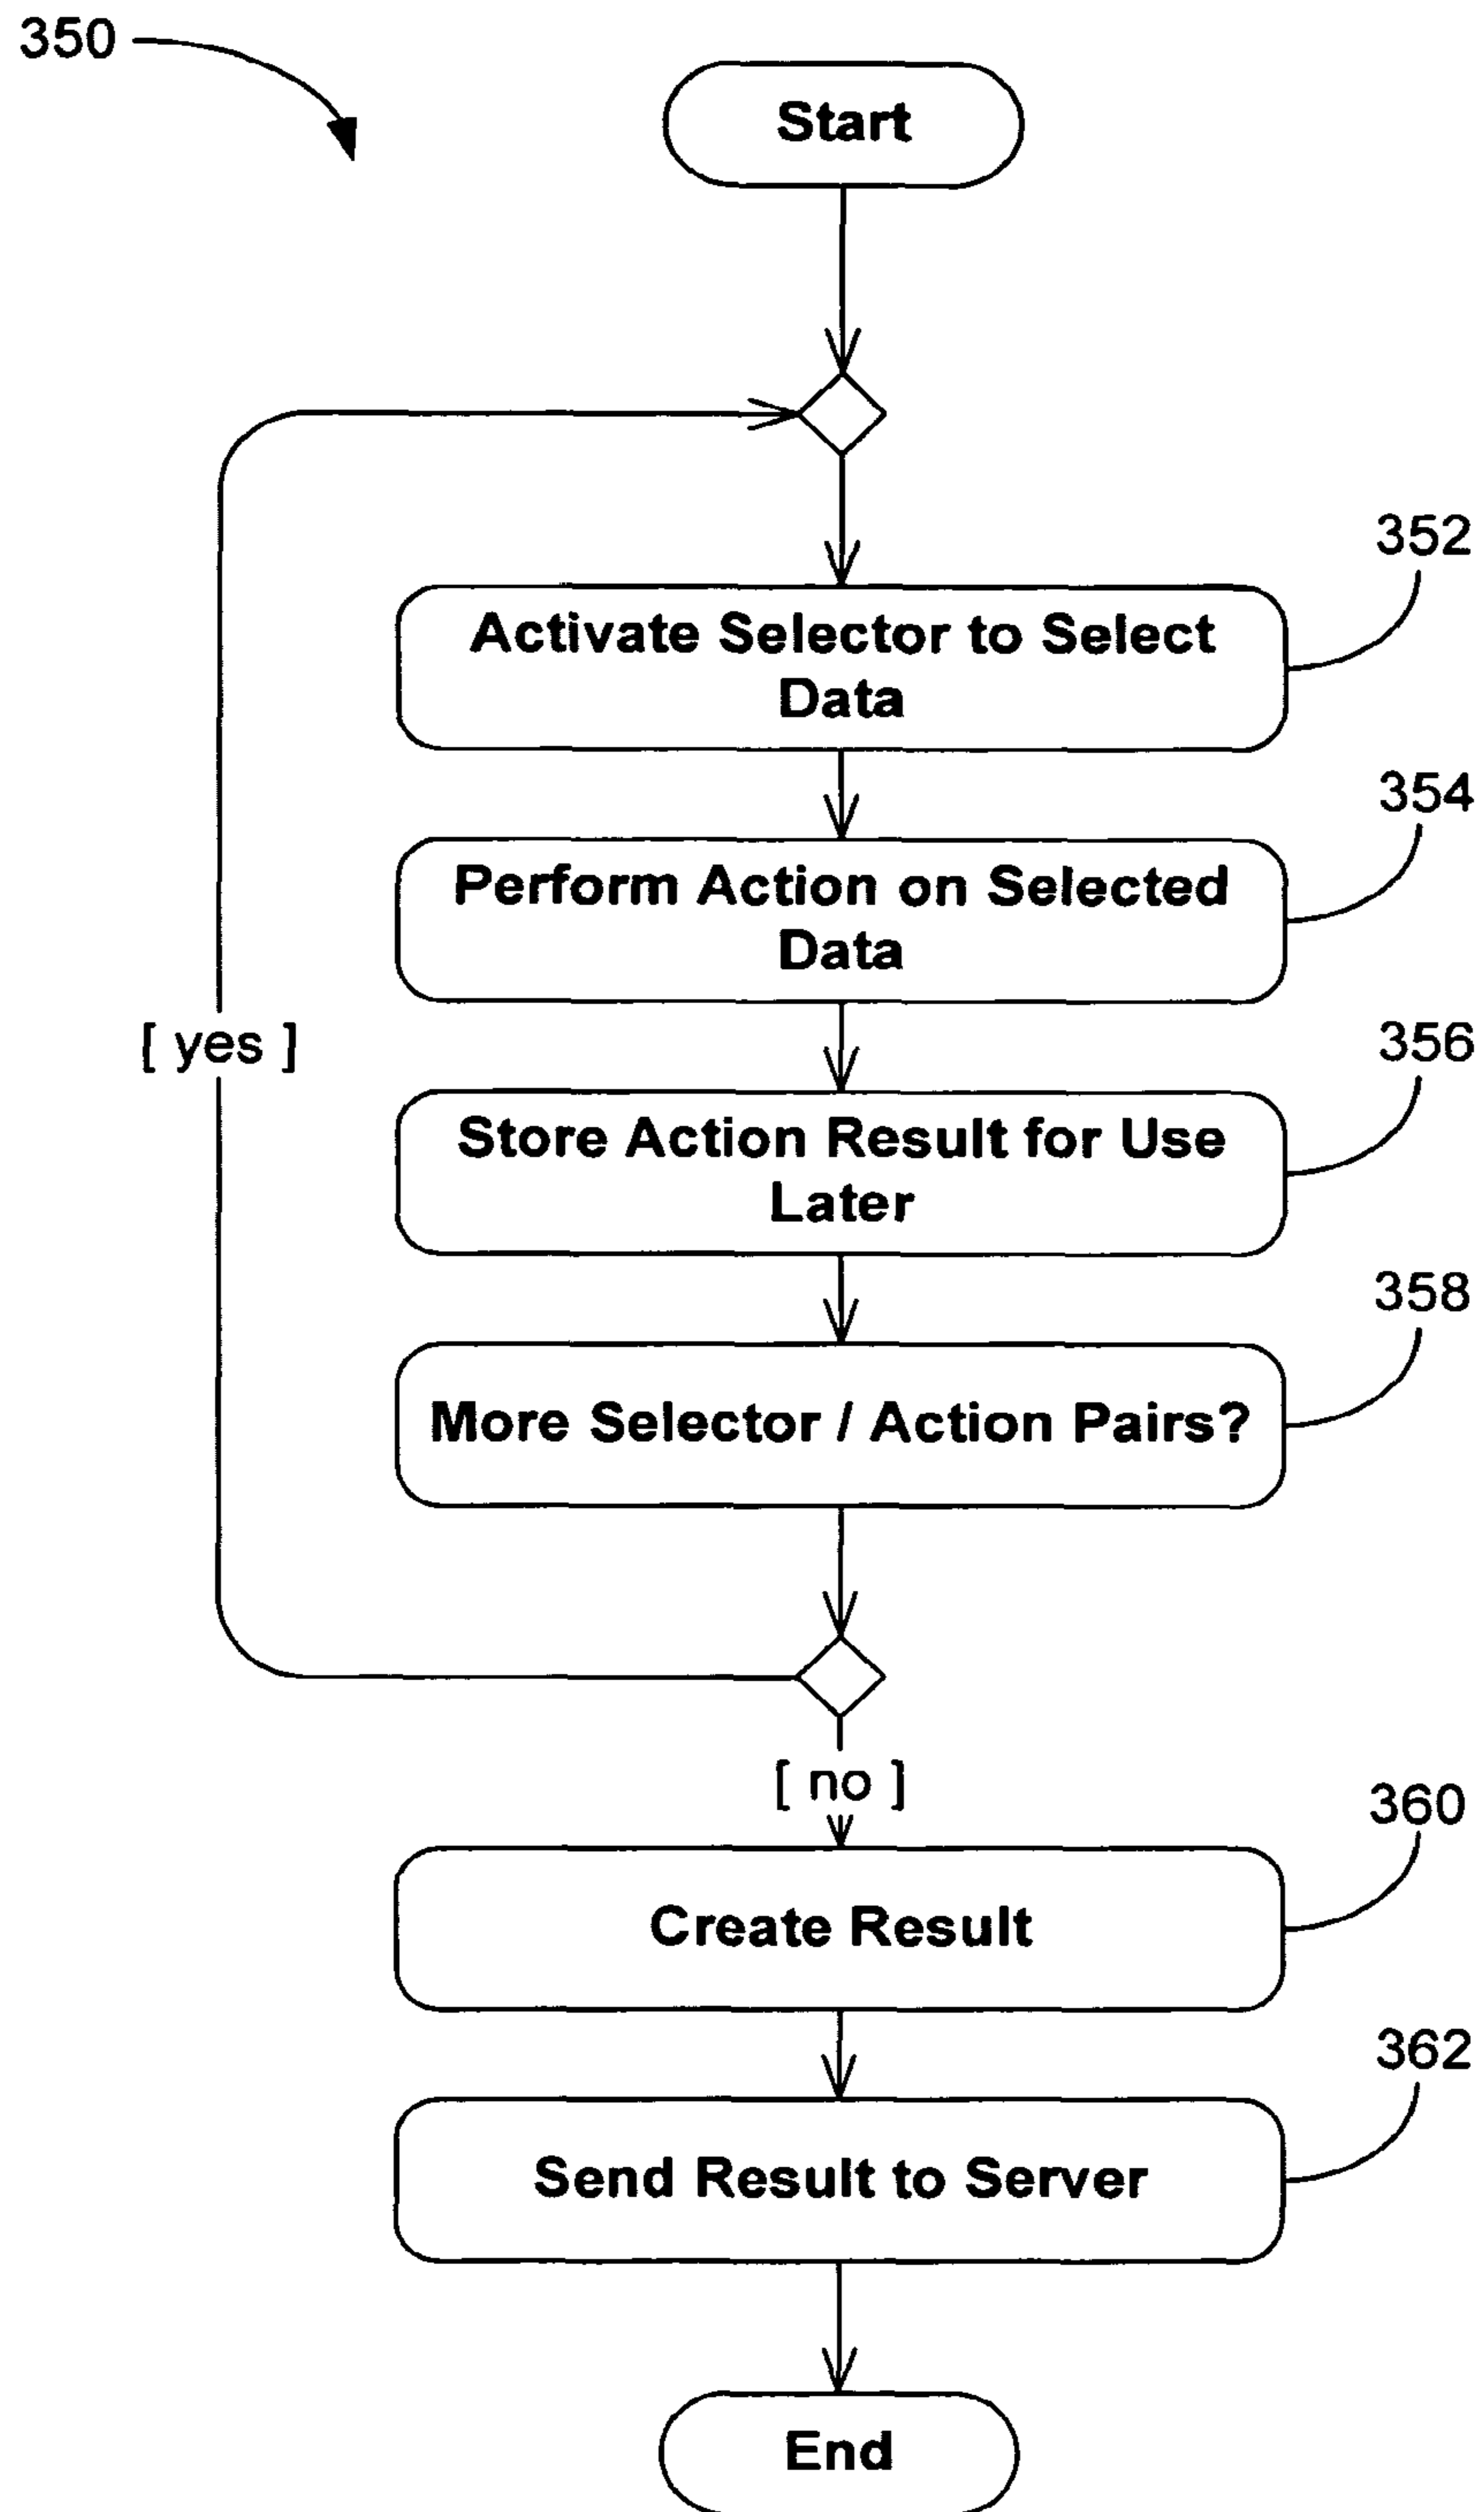 350
Start
352
Activate Selector to Select
Data
354
Perform Action on Selected
Data
[ yes ]
356
Store Action Result for Use
Later
358
More Selector / Action Pairs?
[ no ]
360
Create Result
362
Send Result to Server
End